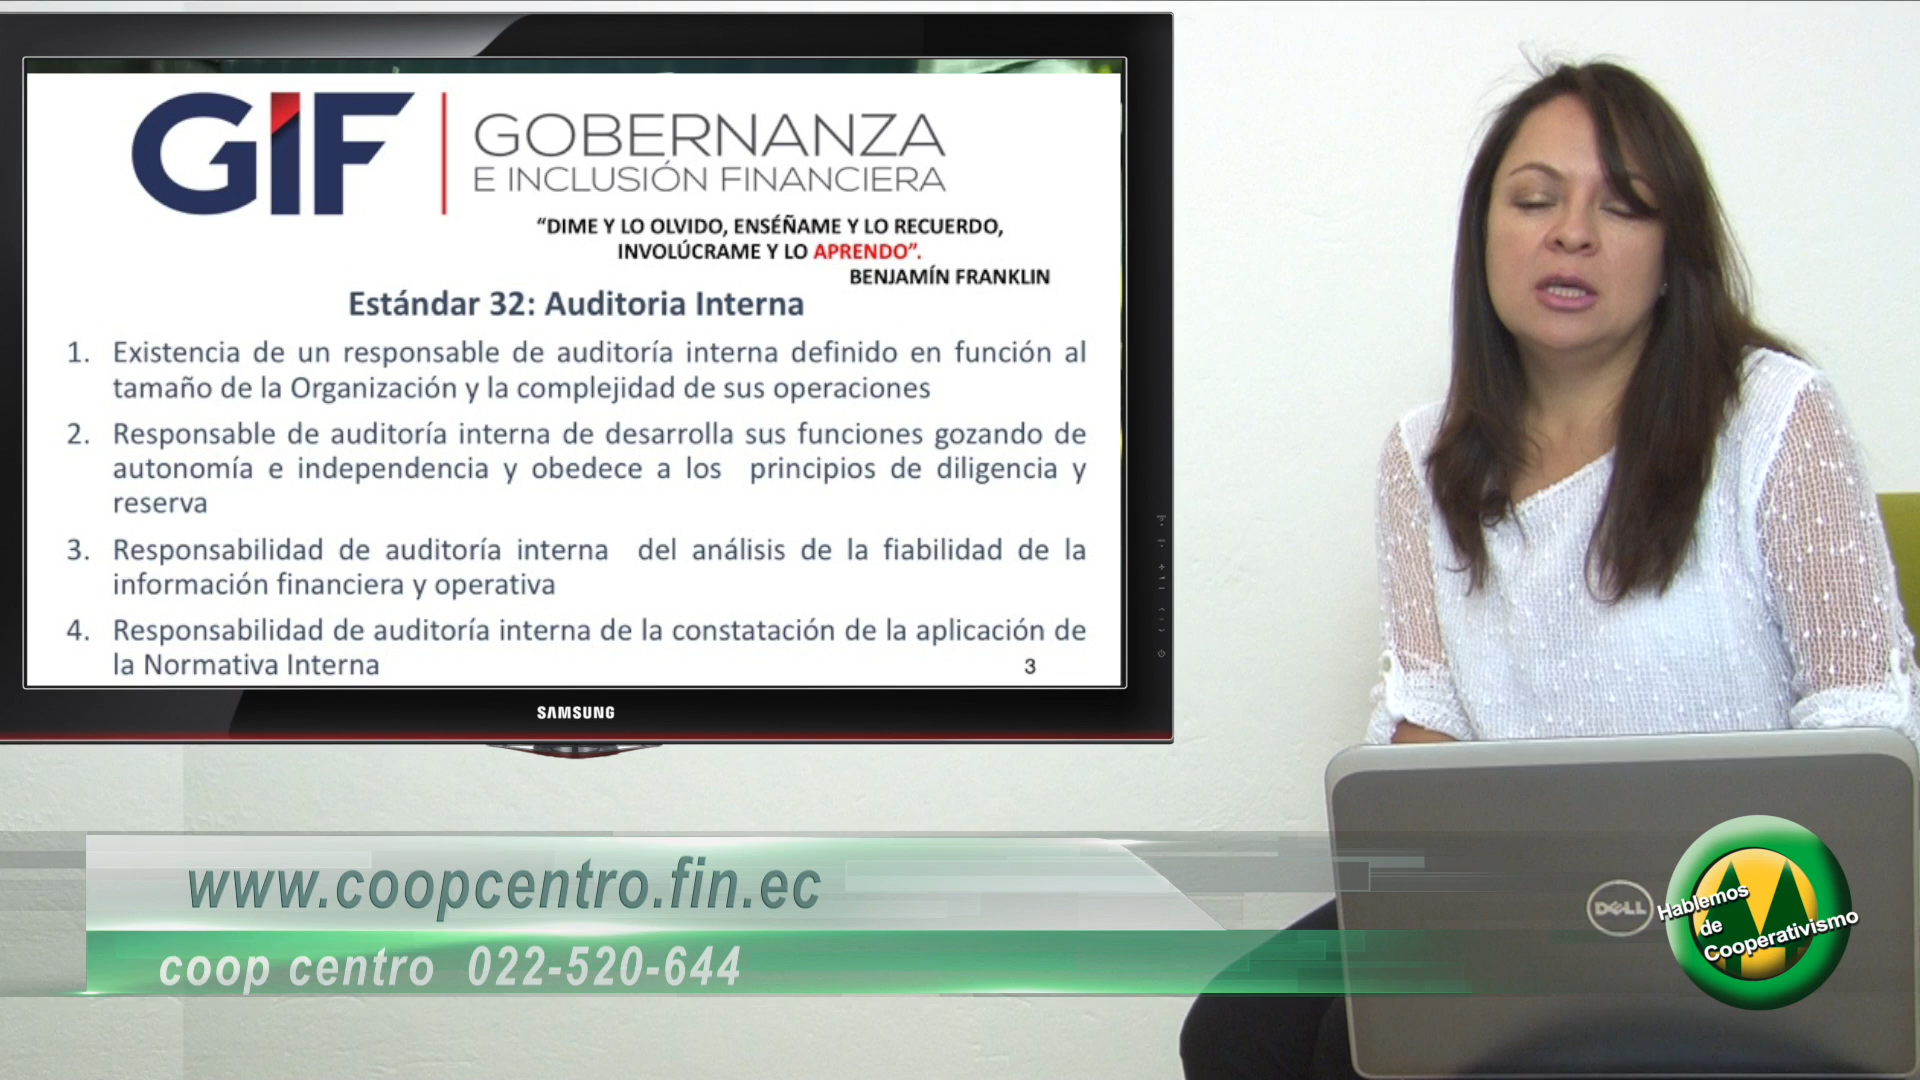 GIF
GOBERNANZA
E INCLUSIÓN FINANCIERA
“DIME Y LO OLVIDO, ENSÉÑAME Y LO RECUERDO,
INVOLÚCRAME Y LO APRENDO”.
BENJAMÍN FRANKLIN
Estándar 32: Auditoria Interna
1. Existencia de un responsable de auditoría interna definido en función al
tamaño de la Organización y la complejidad de sus operaciones
2. Responsable de auditoría interna de desarrolla sus funciones gozando de
autonomía e independencia y obedece a los principios de diligencia y
reserva
3. Responsabilidad de auditoría interna del análisis de la fiabilidad de la
información financiera y operativa
4. Responsabilidad de auditoría interna de la constatación de la aplicación de
la Normativa Interna
3
SAMSUNG
www.coopcentro.fin.ec
coop centro 022-520-644
DELL
Hablemos
de
Cooperativismo